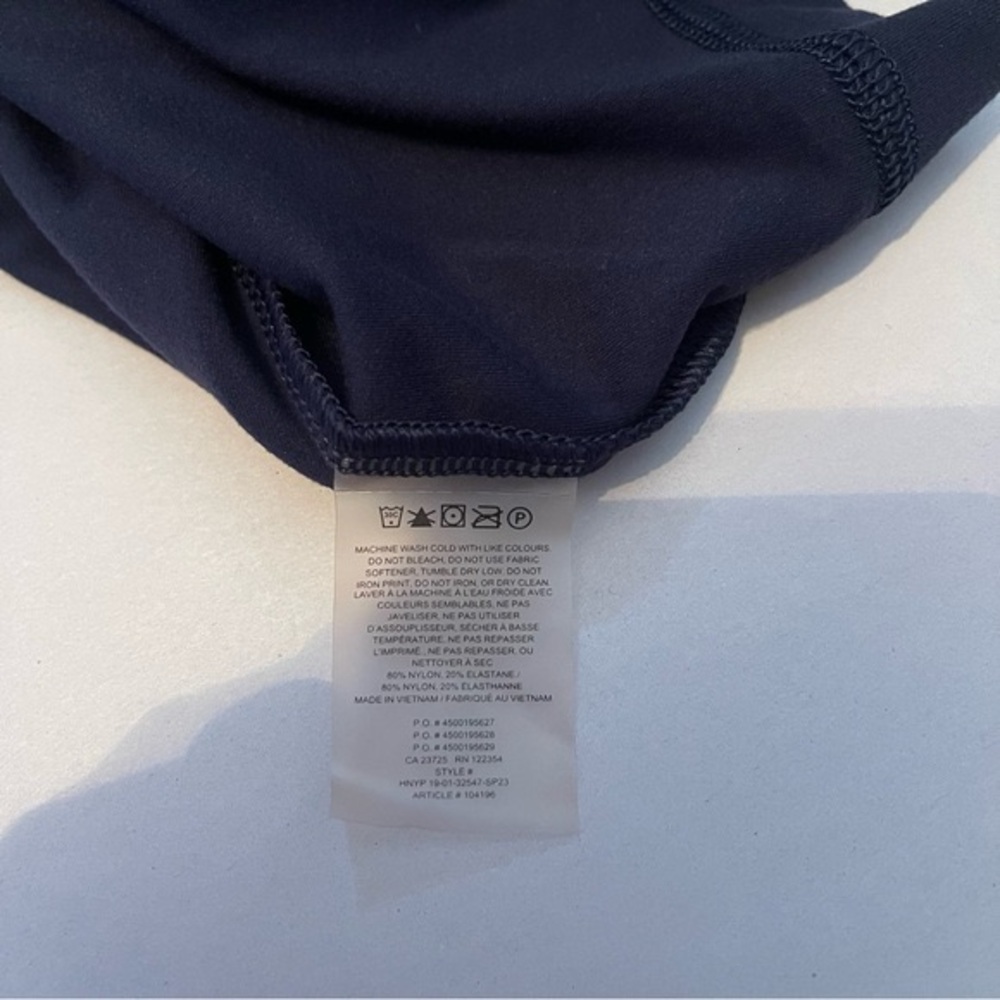 30C P
MACHINE WASH COLD WITH LIKE COLOURS.
DO NOT BLEACH, DO NOT USE FABRIC
SOFTENER, TUMBLE DRY LOW, DO NOT
IRON PRINT, DO NOT IRON, OR DRY CLEAN.
LAVER À LA MACHINE À L'EAU FROIDE AVEC
COULEURS SEMBLABLES, NE PAS
JAVELISER, NE PAS UTILISER
D'ASSOUPLISSEUR, SÉCHER À BASSE
TEMPÉRATURE, NE PAS REPASSER
L'IMPRIMÉ, NE PAS REPASSER, OU
NETTOYER À SEC
80% NYLON, 20% ELASTANE /
80% NYLON, 20% ÉLASTHANNE
MADE IN VIETNAM / FABRIQUÉ AU VIETNAM
P.O. # 4500195627
P.O. # 4500195628
P.O. # 4500195629
CA 23725 RN 122354
STYLE #
HNYP 19-01-32547-SP23
ARTICLE # 104196